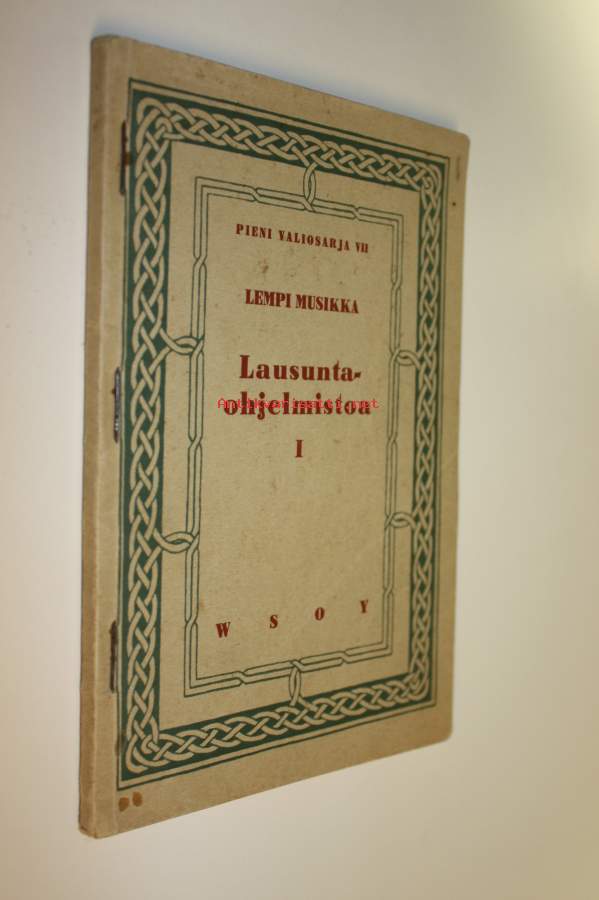 PIENI VALIOSARJA VII
LEMPI MUSIKKA
Lausunta-
ohjelmistoa
I
W S O Y